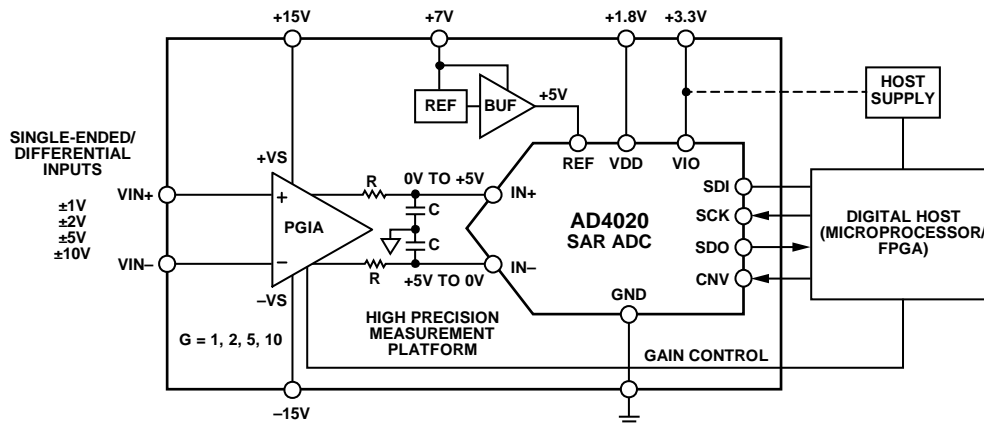 +15V
+7V
+1.8V
+3.3V
REF
BUF
+5V
HOST
SUPPLY
SINGLE-ENDED/
DIFFERENTIAL
INPUTS
±1V
±2V
±5V
±10V
VIN+
VIN–
+VS
–VS
+
–
PGIA
R
R
C
C
0V TO +5V
+5V TO 0V
IN+
IN–
REF
VDD
VIO
AD4020
SAR ADC
GND
SDI
SCK
SDO
CNV
DIGITAL HOST
(MICROPROCESSOR/
FPGA)
G = 1, 2, 5, 10
HIGH PRECISION
MEASUREMENT
PLATFORM
GAIN CONTROL
–15V